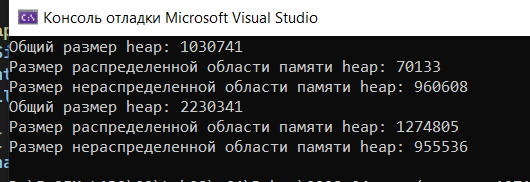 Консоль отладки Microsoft Visual Studio
Общий размер heap: 1030741
Размер распределенной области памяти heap: 70133
Размер нераспределенной области памяти heap: 960608
Общий размер heap: 2230341
Размер распределенной области памяти heap: 1274805
Размер нераспределенной области памяти heap: 955536